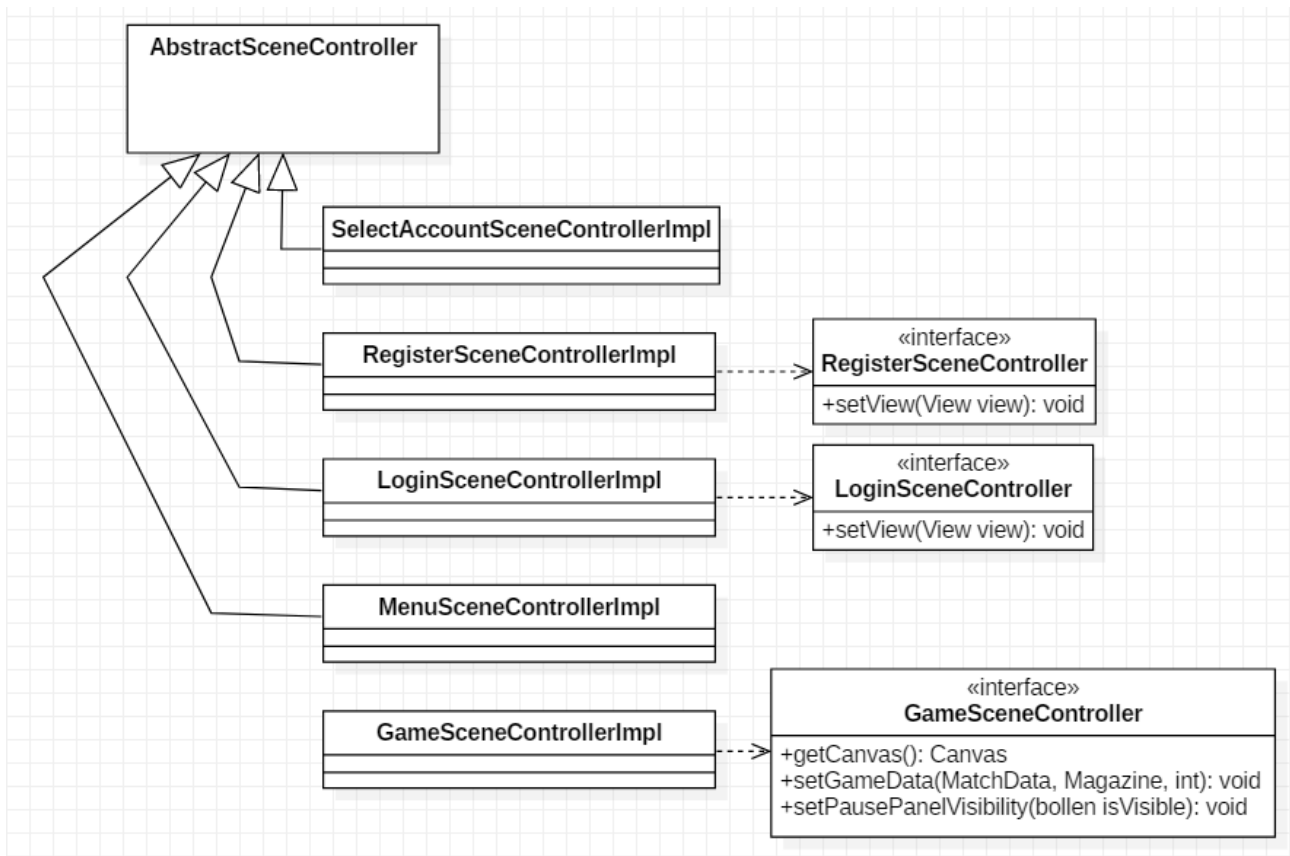 AbstractSceneController
SelectAccountSceneControllerImpl
RegisterSceneControllerImpl
«interface»
RegisterSceneController
+setView(View view): void
LoginSceneControllerImpl
«interface»
LoginSceneController
+setView(View view): void
MenuSceneControllerImpl
GameSceneControllerImpl
«interface»
GameSceneController
+getCanvas(): Canvas
+setGameData(MatchData, Magazine, int): void
+setPausePanelVisibility(bollen isVisible): void